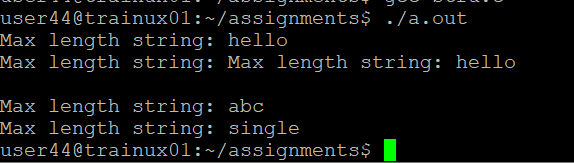 user44@trainux01:~/assignments$ ./a.out
Max length string: hello
Max length string: Max length string: hello
Max length string: abc
Max length string: single
user44@trainux01:~/assignments$